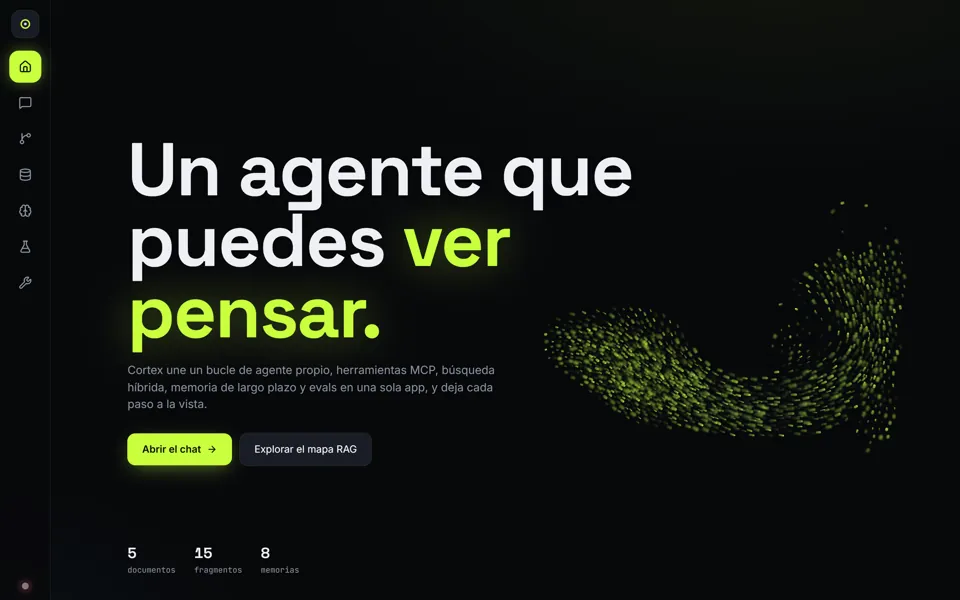 Un agente que
puedes ver
pensar.
Cortex une un bucle de agente propio, herramientas MCP, búsqueda
híbrida, memoria de largo plazo y evals en una sola app, y deja cada
paso a la vista.
Abrir el chat →
Explorar el mapa RAG
5 15 8
documentos fragmentos memorias